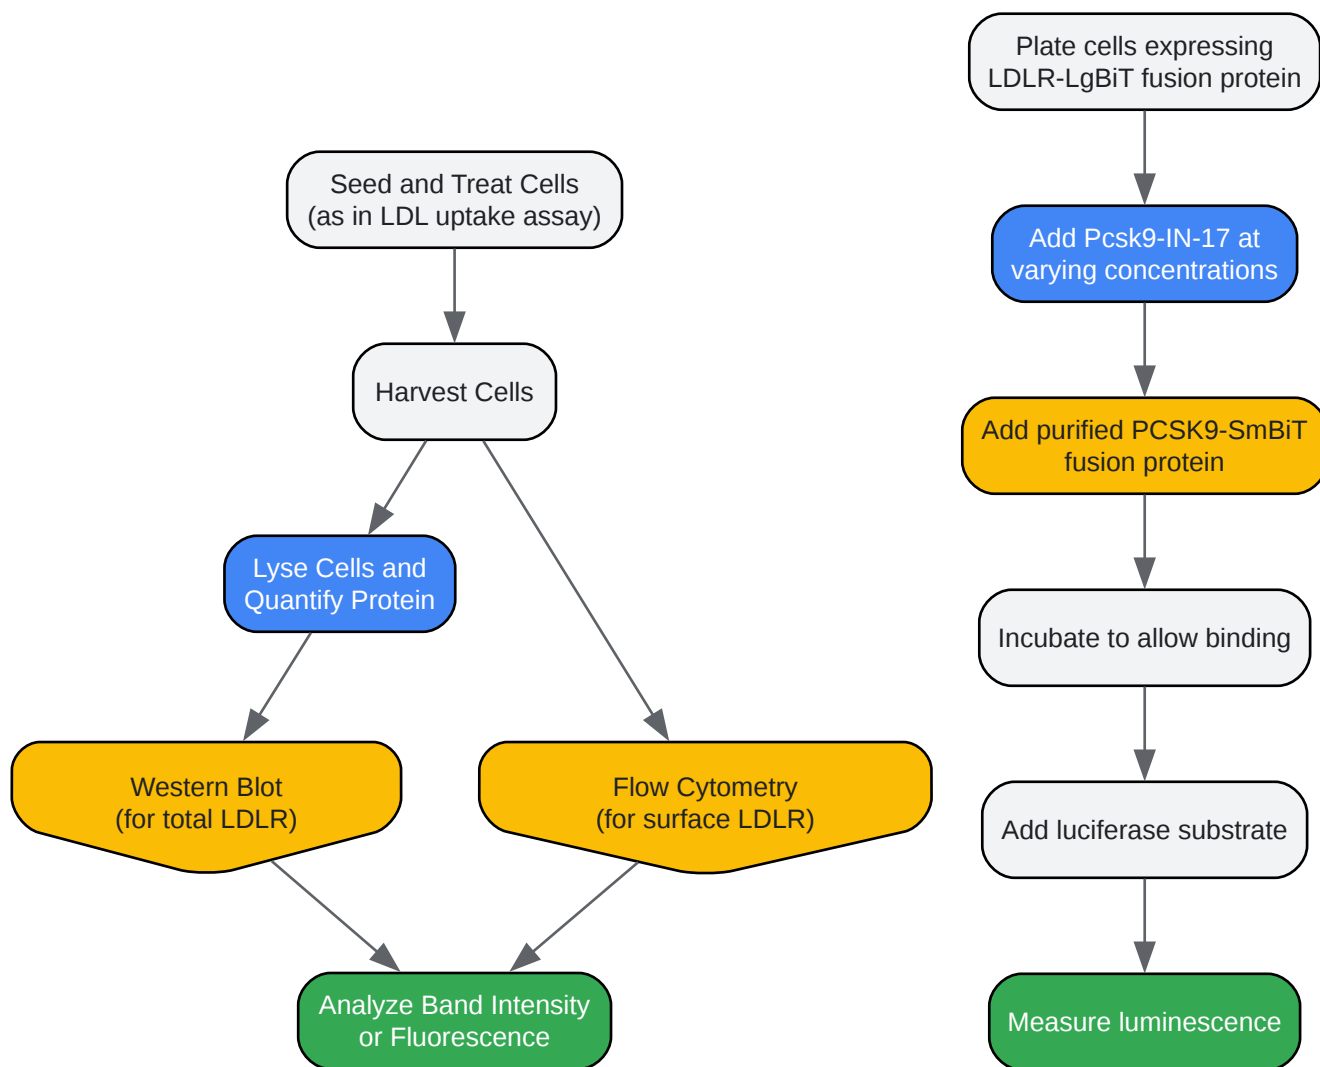 Seed and Treat Cells
(as in LDL uptake assay)
Harvest Cells
Lyse Cells and
Quantify Protein
Western Blot
(for total LDLR)
Flow Cytometry
(for surface LDLR)
Analyze Band Intensity
or Fluorescence
Plate cells expressing
LDLR-LgBiT fusion protein
Add Pcsk9-IN-17 at
varying concentrations
Add purified PCSK9-SmBiT
fusion protein
Incubate to allow binding
Add luciferase substrate
Measure luminescence